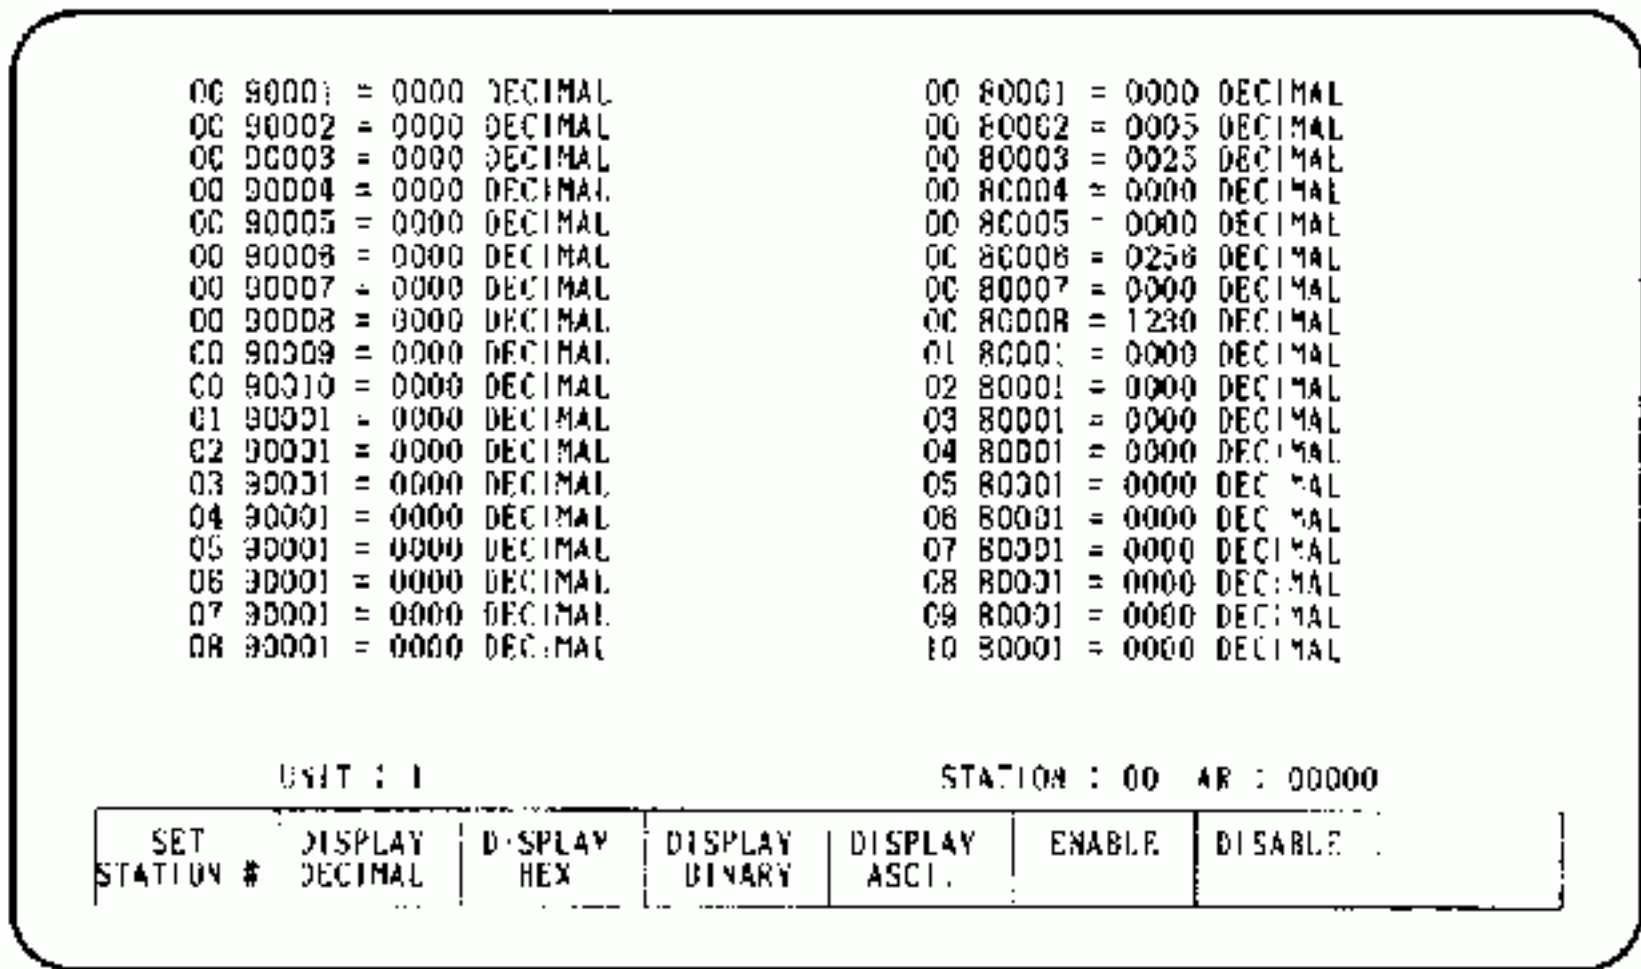 00 90001 = 0000 DECIMAL 00 80001 = 0000 DECIMAL
00 90002 = 0000 DECIMAL 00 80002 = 0005 DECIMAL
00 90003 = 0000 DECIMAL 00 80003 = 0025 DECIMAL
00 90004 = 0000 DECIMAL 00 80004 = 0000 DECIMAL
00 90005 = 0000 DECIMAL 00 80005 = 0000 DECIMAL
00 90006 = 0000 DECIMAL 00 80006 = 0256 DECIMAL
00 90007 = 0000 DECIMAL 00 80007 = 0000 DECIMAL
00 90008 = 0000 DECIMAL 00 80008 = 1230 DECIMAL
00 90009 = 0000 DECIMAL 01 80001 = 0000 DECIMAL
00 90010 = 0000 DECIMAL 02 80001 = 0000 DECIMAL
01 90001 = 0000 DECIMAL 03 80001 = 0000 DECIMAL
02 90001 = 0000 DECIMAL 04 80001 = 0000 DECIMAL
03 90001 = 0000 DECIMAL 05 80001 = 0000 DECIMAL
04 90001 = 0000 DECIMAL 06 80001 = 0000 DECIMAL
05 90001 = 0000 DECIMAL 07 80001 = 0000 DECIMAL
06 90001 = 0000 DECIMAL 08 80001 = 0000 DECIMAL
07 90001 = 0000 DECIMAL 09 80001 = 0000 DECIMAL
08 90001 = 0000 DECIMAL 10 80001 = 0000 DECIMAL
UNIT : 1 STATION : 00 AR : 00000
SET DISPLAY DISPLAY DISPLAY DISPLAY ENABLE DISABLE
STATION # DECIMAL HEX BINARY ASCII